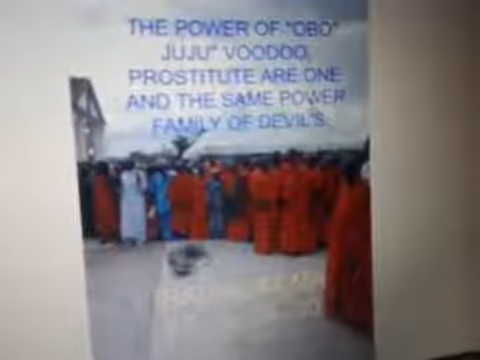 THE POWER OF "OBO"
JUJU" VOODOO,
PROSTITUTE ARE ONE
AND THE SAME POWER
FAMILY OF DEVIL'S